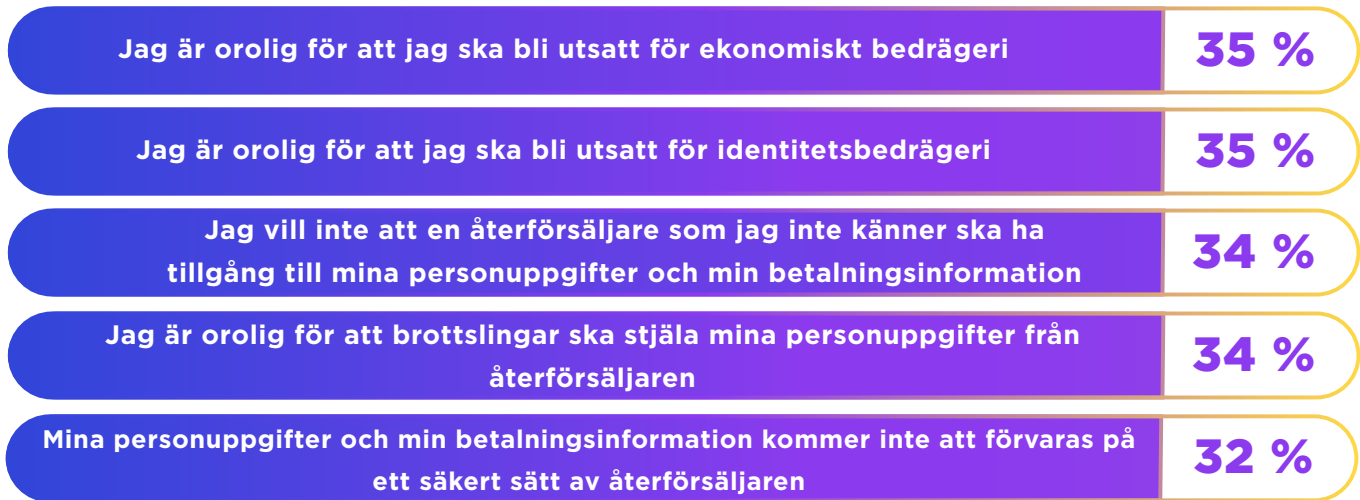 Jag är orolig för att jag ska bli utsatt för ekonomiskt bedrägeri
35 %
Jag är orolig för att jag ska bli utsatt för identitetsbedrägeri
35 %
Jag vill inte att en återförsäljare som jag inte känner ska ha
tillgång till mina personuppgifter och min betalningsinformation
34 %
Jag är orolig för att brottslingar ska stjäla mina personuppgifter från
återförsäljaren
34 %
Mina personuppgifter och min betalningsinformation kommer inte att förvaras på
ett säkert sätt av återförsäljaren
32 %